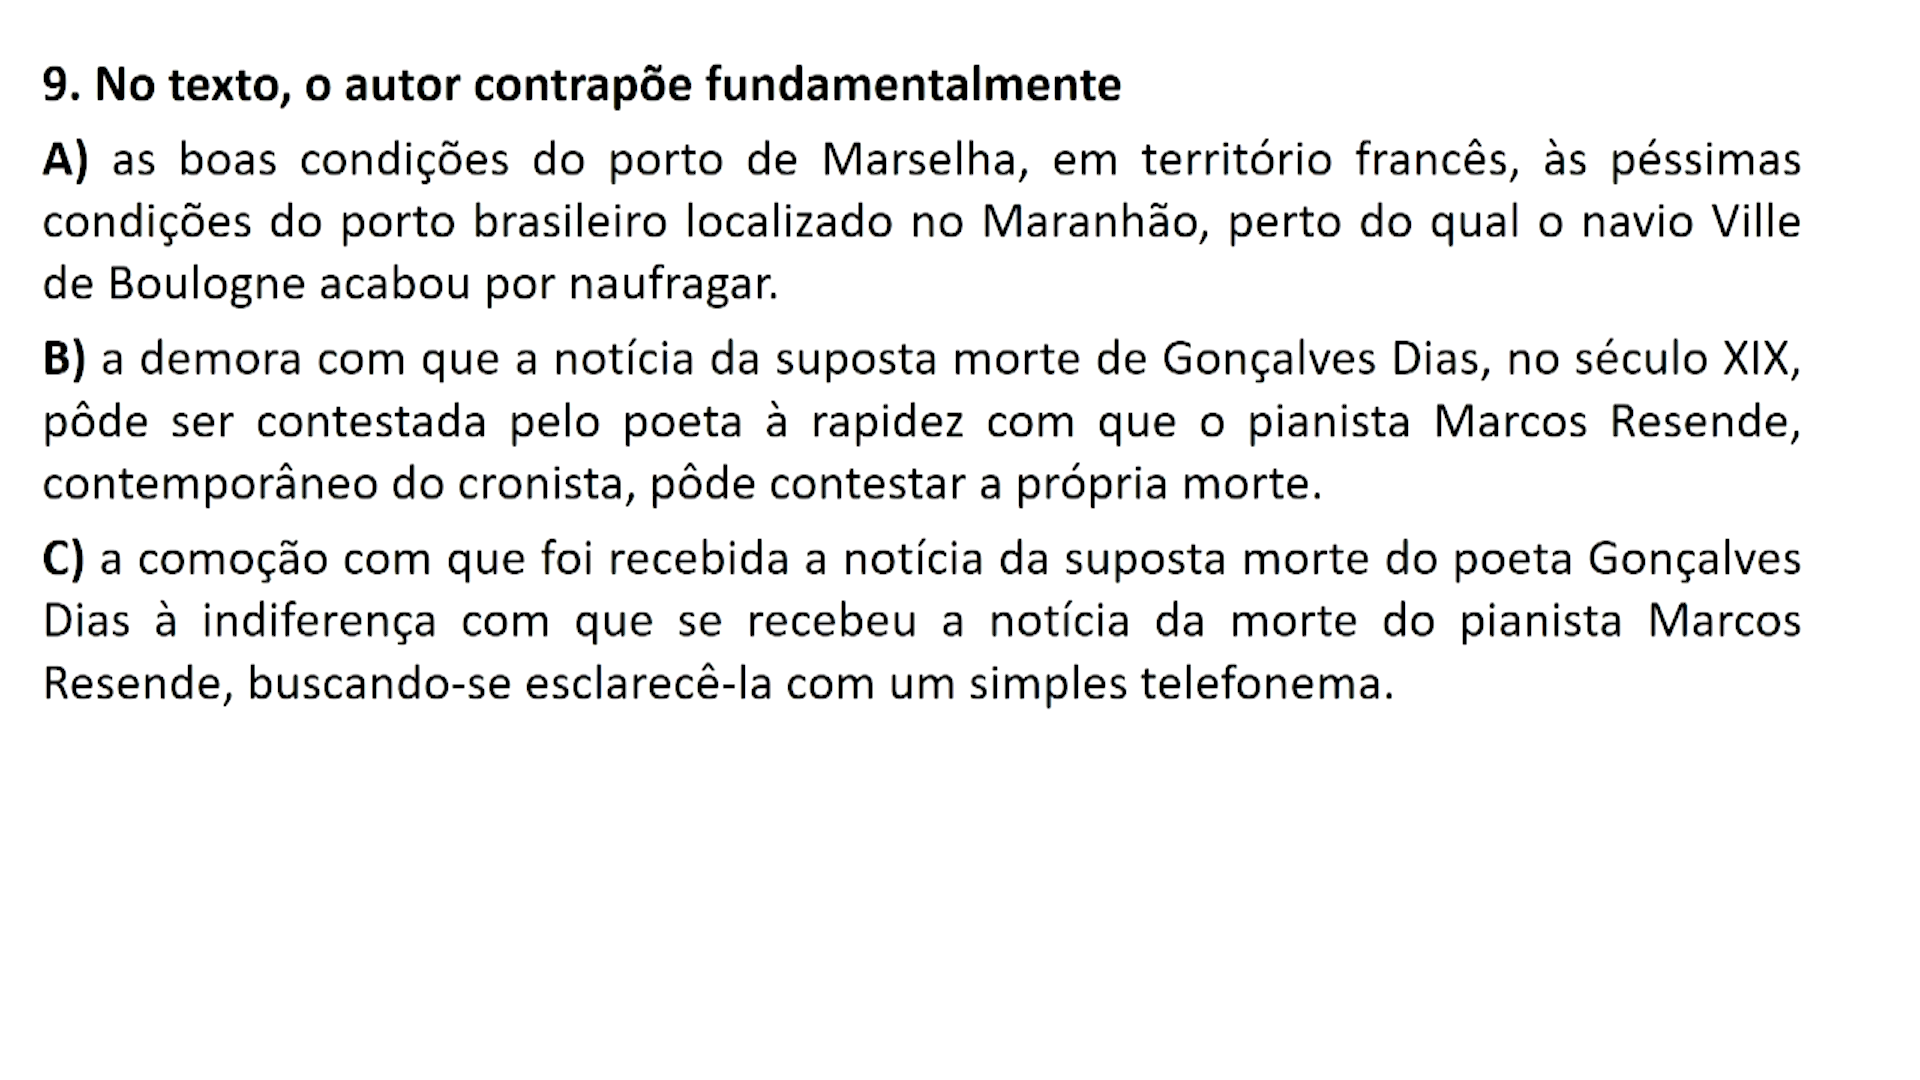 9. No texto, o autor contrapõe fundamentalmente
A) as boas condições do porto de Marselha, em território francês, às péssimas
condições do porto brasileiro localizado no Maranhão, perto do qual o navio Ville
de Boulogne acabou por naufragar.
B) a demora com que a notícia da suposta morte de Gonçalves Dias, no século XIX,
pôde ser contestada pelo poeta à rapidez com que o pianista Marcos Resende,
contemporâneo do cronista, pôde contestar a própria morte.
C) a comoção com que foi recebida a notícia da suposta morte do poeta Gonçalves
Dias à indiferença com que se recebeu a notícia da morte do pianista Marcos
Resende, buscando-se esclarecê-la com um simples telefonema.